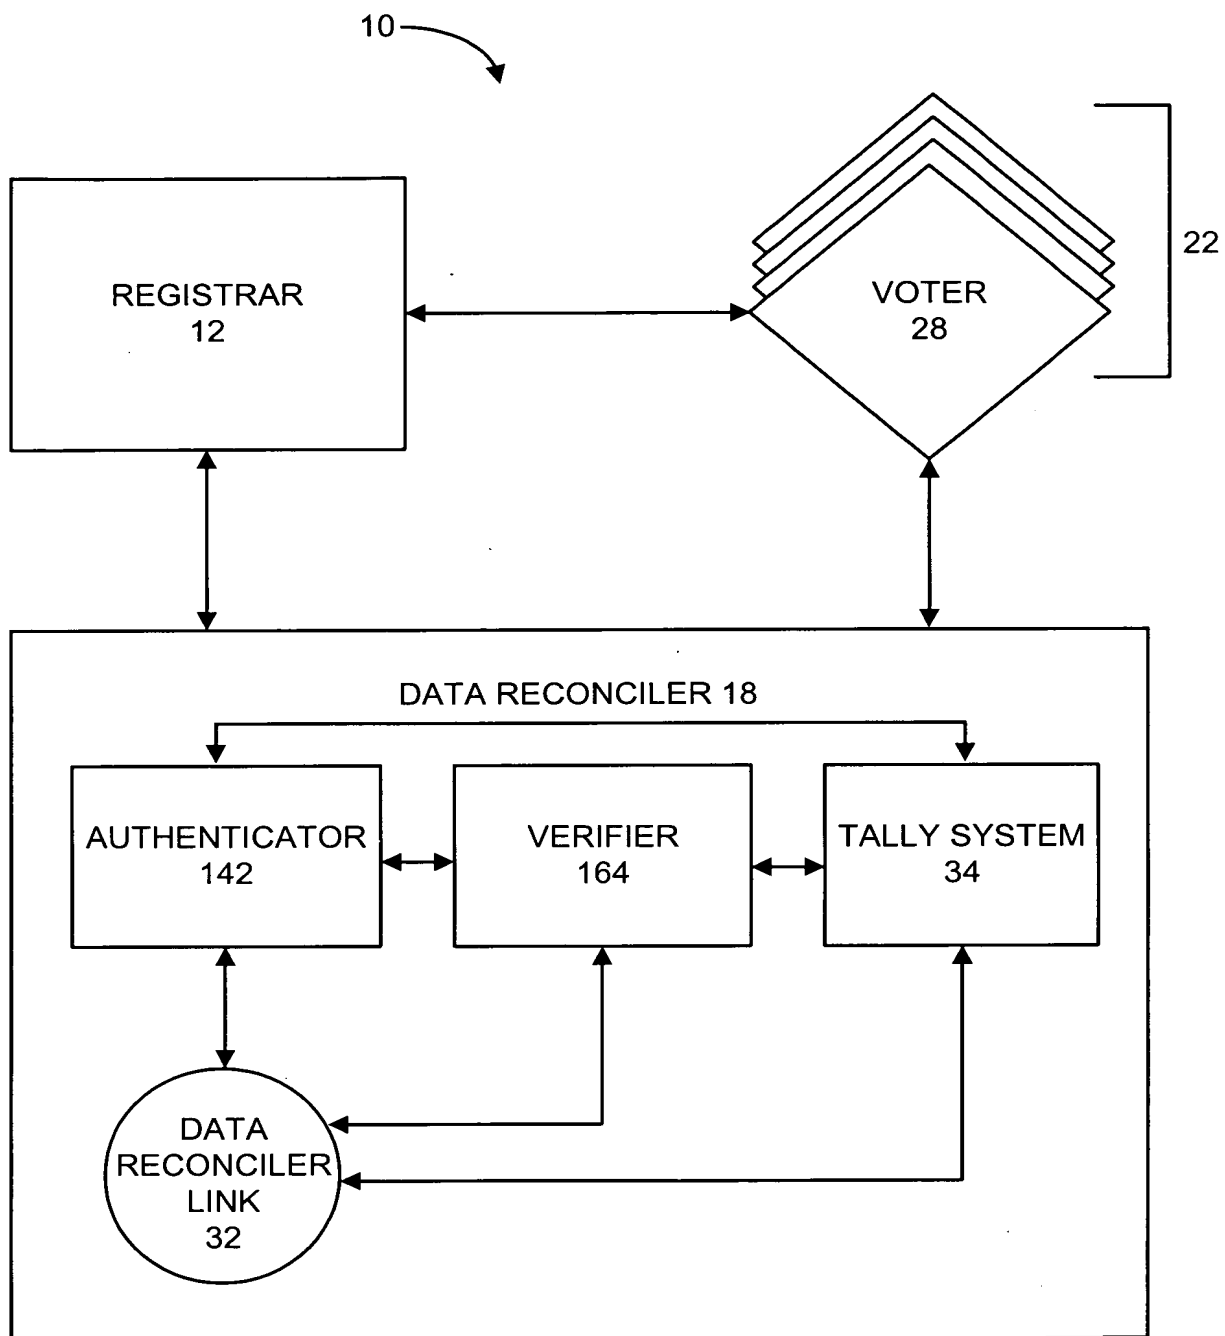 10
22
REGISTRAR
12
VOTER
28
DATA RECONCILER 18
AUTHENTICATOR
142
VERIFIER
164
TALLY SYSTEM
34
DATA
RECONCILER
LINK
32